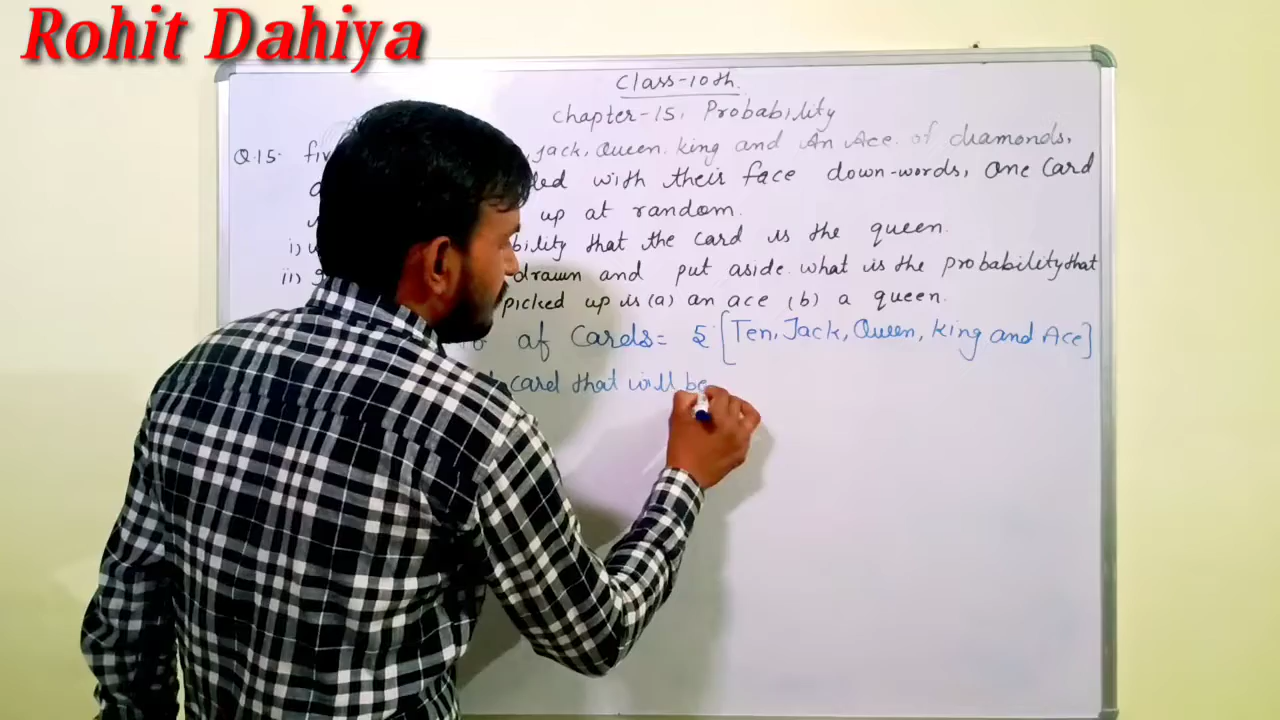 Rohit Dahiya
Class-10th.
Chapter-15, Probability
Q.15. Jack, Queen. king and An Ace. of diamonds,
with their face down-words, One Card
up at random.
i) that the card is the queen.
ii) drawn and put aside. what is the probability that
picked up is (a) an ace (b) a queen.
of Cards = 5 [Ten, Jack, Queen, king and Ace]
card that will be